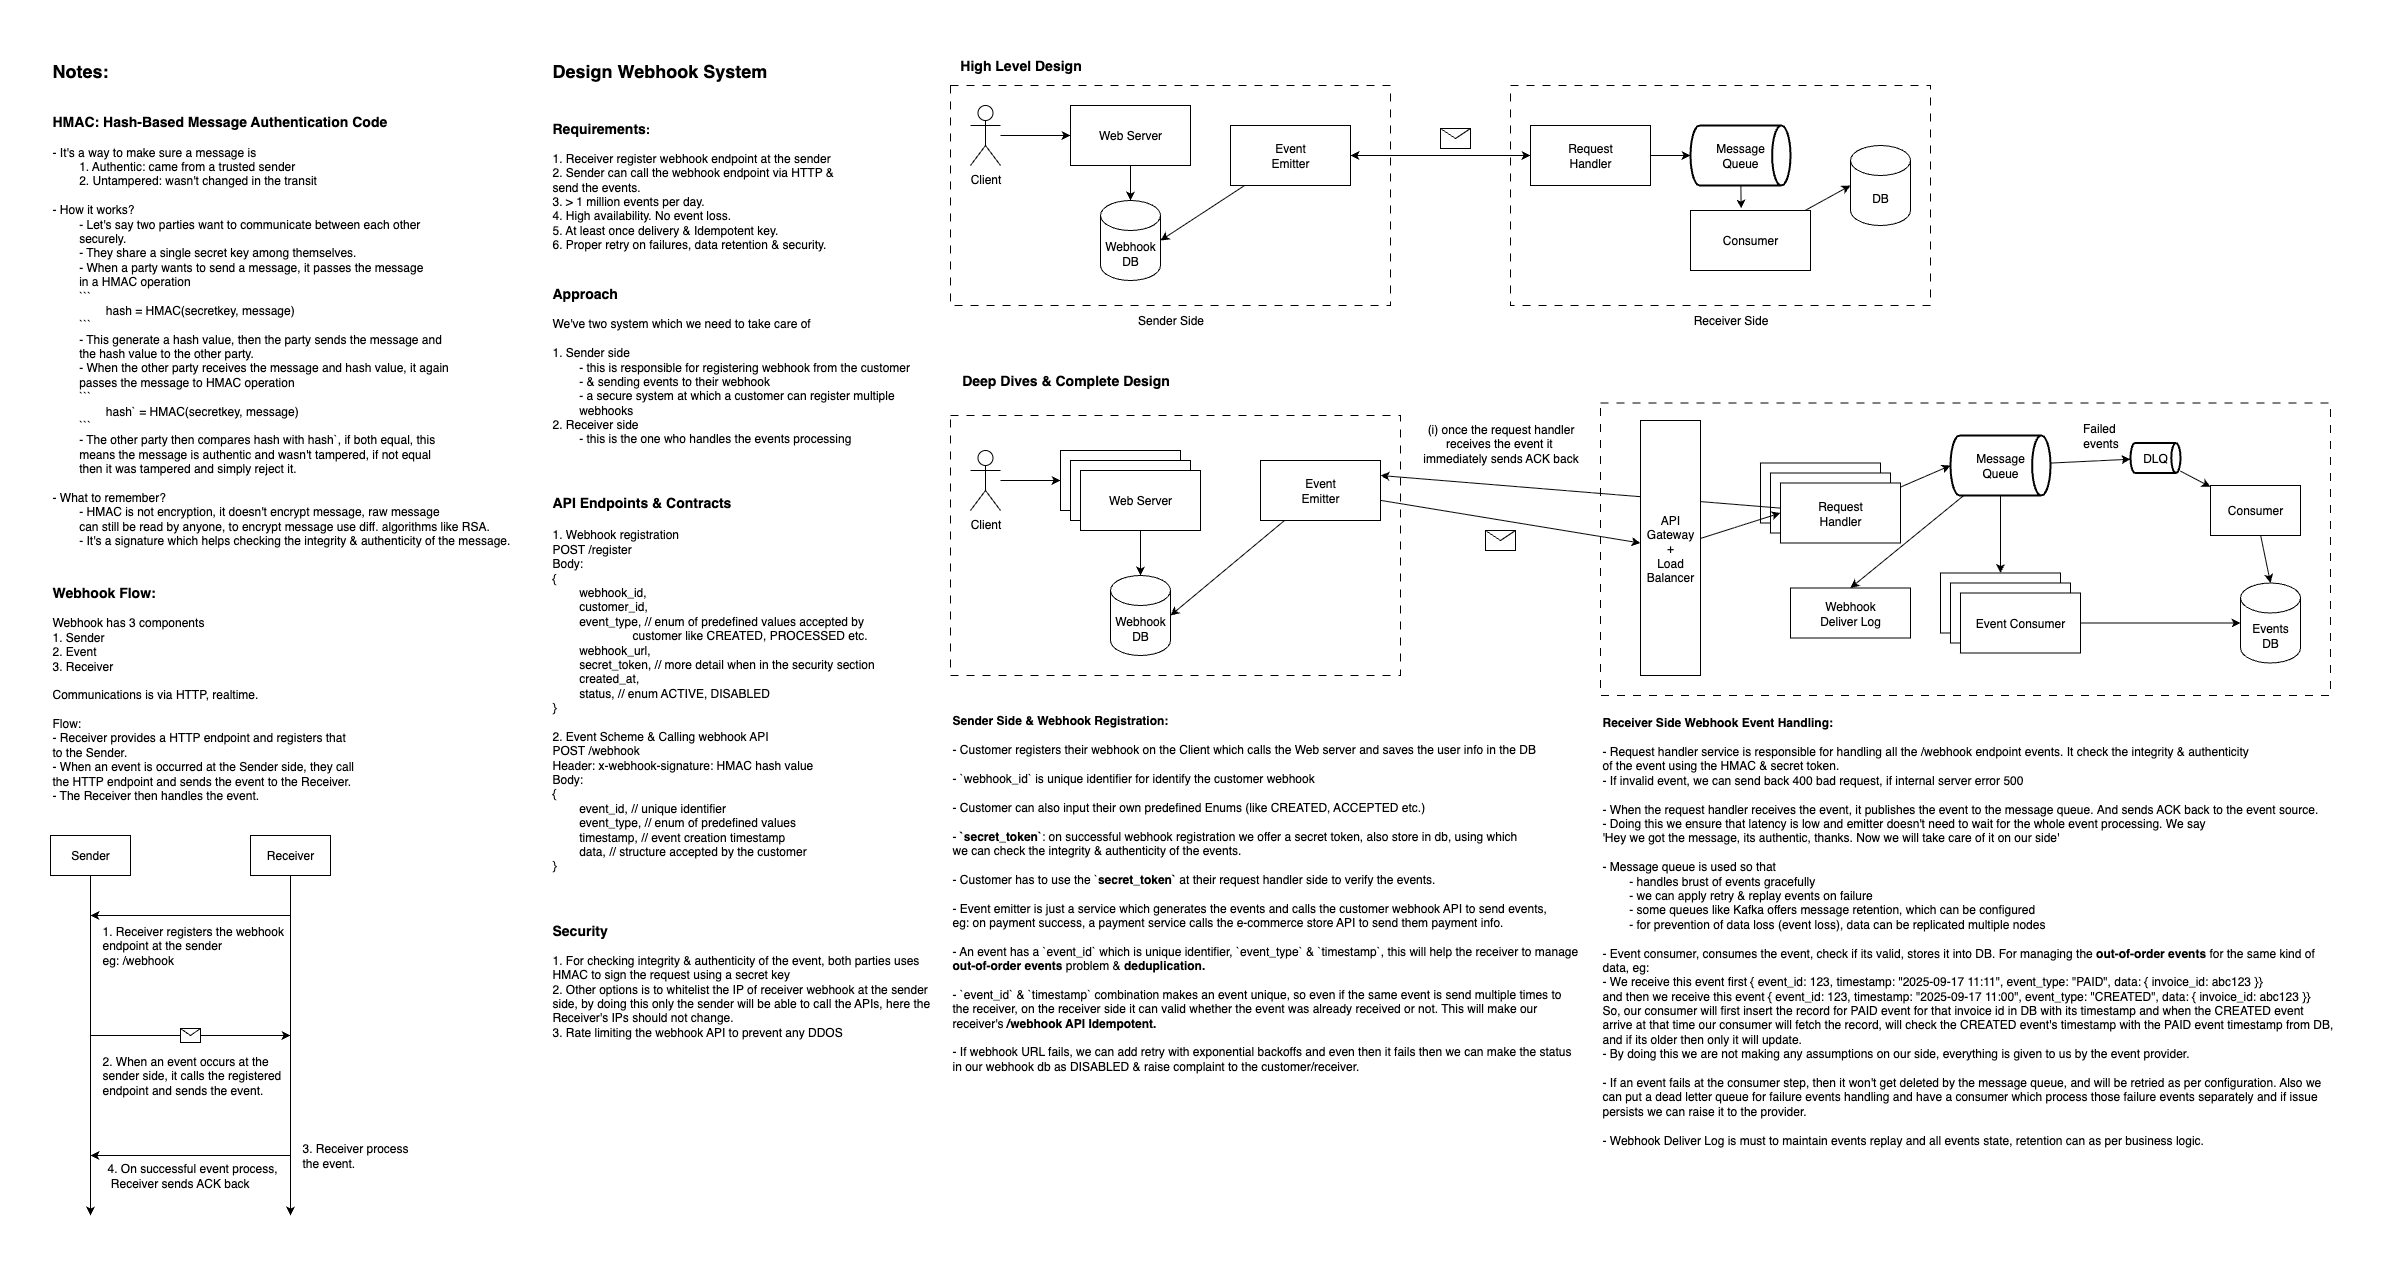 Notes:
HMAC: Hash-Based Message Authentication Code
- It's a way to make sure a message is
1. Authentic: came from a trusted sender
2. Untampered: wasn't changed in the transit
- How it works?
- Let's say two parties want to communicate between each other
securely.
- They share a single secret key among themselves.
- When a party wants to send a message, it passes the message
in a HMAC operation
```
hash = HMAC(secretkey, message)
```
- This generate a hash value, then the party sends the message and
the hash value to the other party.
- When the other party receives the message and hash value, it again
passes the message to HMAC operation
```
hash` = HMAC(secretkey, message)
```
- The other party then compares hash with hash`, if both equal, this
means the message is authentic and wasn't tampered, if not equal
then it was tampered and simply reject it.
- What to remember?
- HMAC is not encryption, it doesn't encrypt message, raw message
can still be read by anyone, to encrypt message use diff. algorithms like RSA.
- It's a signature which helps checking the integrity & authenticity of the message.
Webhook Flow:
Webhook has 3 components
1. Sender
2. Event
3. Receiver
Communications is via HTTP, realtime.
Flow:
- Receiver provides a HTTP endpoint and registers that
to the Sender.
- When an event is occurred at the Sender side, they call
the HTTP endpoint and sends the event to the Receiver.
- The Receiver then handles the event.
Sender
Receiver
1. Receiver registers the webhook
endpoint at the sender
eg: /webhook
2. When an event occurs at the
sender side, it calls the registered
endpoint and sends the event.
3. Receiver process
the event.
4. On successful event process,
Receiver sends ACK back
Design Webhook System
Requirements:
1. Receiver register webhook endpoint at the sender
2. Sender can call the webhook endpoint via HTTP &
send the events.
3. > 1 million events per day.
4. High availability. No event loss.
5. At least once delivery & Idempotent key.
6. Proper retry on failures, data retention & security.
Approach
We've two system which we need to take care of
1. Sender side
- this is responsible for registering webhook from the customer
- & sending events to their webhook
- a secure system at which a customer can register multiple
webhooks
2. Receiver side
- this is the one who handles the events processing
API Endpoints & Contracts
1. Webhook registration
POST /register
Body:
{
webhook_id,
customer_id,
event_type, // enum of predefined values accepted by
customer like CREATED, PROCESSED etc.
webhook_url,
secret_token, // more detail when in the security section
created_at,
status, // enum ACTIVE, DISABLED
}
2. Event Scheme & Calling webhook API
POST /webhook
Header: x-webhook-signature: HMAC hash value
Body:
{
event_id, // unique identifier
event_type, // enum of predefined values
timestamp, // event creation timestamp
data, // structure accepted by the customer
}
Security
1. For checking integrity & authenticity of the event, both parties uses
HMAC to sign the request using a secret key
2. Other options is to whitelist the IP of receiver webhook at the sender
side, by doing this only the sender will be able to call the APIs, here the
Receiver's IPs should not change.
3. Rate limiting the webhook API to prevent any DDOS
High Level Design
Client
Web Server
Webhook
DB
Event
Emitter
Sender Side
Request
Handler
Message
Queue
Consumer
DB
Receiver Side
Deep Dives & Complete Design
Client
Web Server
Webhook
DB
Event
Emitter
(i) once the request handler
receives the event it
immediately sends ACK back
API
Gateway
+
Load
Balancer
Request
Handler
Message
Queue
Failed
events
DLQ
Consumer
Webhook
Deliver Log
Event Consumer
Events
DB
Sender Side & Webhook Registration:
- Customer registers their webhook on the Client which calls the Web server and saves the user info in the DB
- `webhook_id` is unique identifier for identify the customer webhook
- Customer can also input their own predefined Enums (like CREATED, ACCEPTED etc.)
- `secret_token`: on successful webhook registration we offer a secret token, also store in db, using which
we can check the integrity & authenticity of the events.
- Customer has to use the `secret_token` at their request handler side to verify the events.
- Event emitter is just a service which generates the events and calls the customer webhook API to send events,
eg: on payment success, a payment service calls the e-commerce store API to send them payment info.
- An event has a `event_id` which is unique identifier, `event_type` & `timestamp`, this will help the receiver to manage
out-of-order events problem & deduplication.
- `event_id` & `timestamp` combination makes an event unique, so even if the same event is send multiple times to
the receiver, on the receiver side it can valid whether the event was already received or not. This will make our
receiver's /webhook API Idempotent.
- If webhook URL fails, we can add retry with exponential backoffs and even then it fails then we can make the status
in our webhook db as DISABLED & raise complaint to the customer/receiver.
Receiver Side Webhook Event Handling:
- Request handler service is responsible for handling all the /webhook endpoint events. It check the integrity & authenticity
of the event using the HMAC & secret token.
- If invalid event, we can send back 400 bad request, if internal server error 500
- When the request handler receives the event, it publishes the event to the message queue. And sends ACK back to the event source.
- Doing this we ensure that latency is low and emitter doesn't need to wait for the whole event processing. We say
'Hey we got the message, its authentic, thanks. Now we will take care of it on our side'
- Message queue is used so that
- handles brust of events gracefully
- we can apply retry & replay events on failure
- some queues like Kafka offers message retention, which can be configured
- for prevention of data loss (event loss), data can be replicated multiple nodes
- Event consumer, consumes the event, check if its valid, stores it into DB. For managing the out-of-order events for the same kind of
data, eg:
- We receive this event first { event_id: 123, timestamp: "2025-09-17 11:11", event_type: "PAID", data: { invoice_id: abc123 }}
and then we receive this event { event_id: 123, timestamp: "2025-09-17 11:00", event_type: "CREATED", data: { invoice_id: abc123 }}
So, our consumer will first insert the record for PAID event for that invoice id in DB with its timestamp and when the CREATED event
arrive at that time our consumer will fetch the record, will check the CREATED event's timestamp with the PAID event timestamp from DB,
and if its older then only it will update.
- By doing this we are not making any assumptions on our side, everything is given to us by the event provider.
- If an event fails at the consumer step, then it won't get deleted by the message queue, and will be retried as per configuration. Also we
can put a dead letter queue for failure events handling and have a consumer which process those failure events separately and if issue
persists we can raise it to the provider.
- Webhook Deliver Log is must to maintain events replay and all events state, retention can as per business logic.